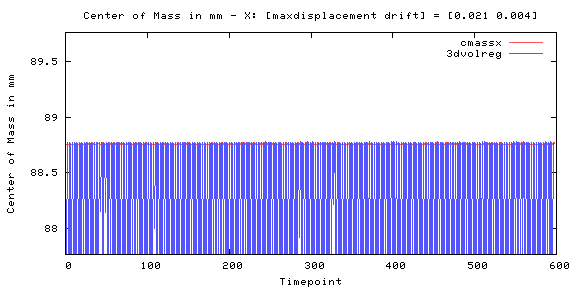 Center of Mass in mm - X: [maxdisplacement drift] = [0.021 0.004]
cmassx
3dvolreg
89.5
89
88.5
88
Center of Mass in mm
0 100 200 300 400 500 600
Timepoint